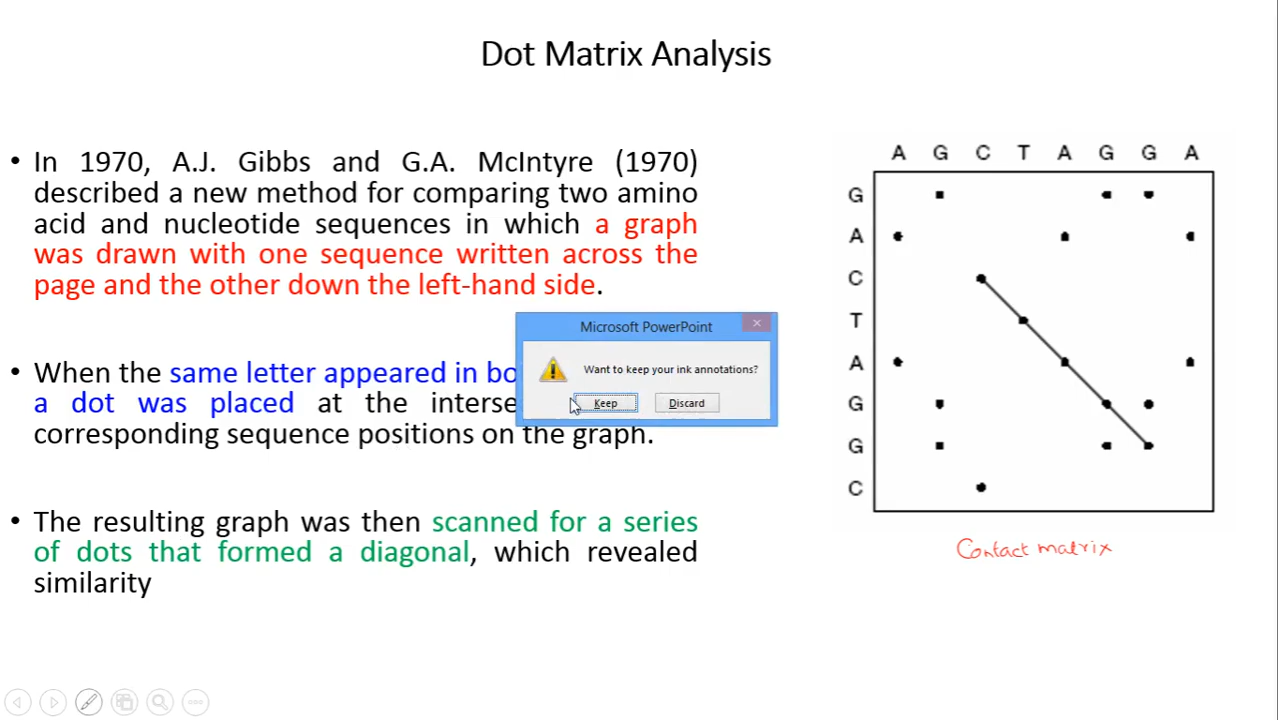 Dot Matrix Analysis
• In 1970, A.J. Gibbs and G.A. McIntyre (1970)
described a new method for comparing two amino
acid and nucleotide sequences in which a graph
was drawn with one sequence written across the
page and the other down the left-hand side.
• When the same letter appeared in bo
a dot was placed at the interse
corresponding sequence positions on the graph.
• The resulting graph was then scanned for a series
of dots that formed a diagonal, which revealed
similarity
Microsoft PowerPoint
Want to keep your ink annotations?
Keep Discard
A G C T A G G A
G
A
C
T
A
G
G
C
Contact matrix